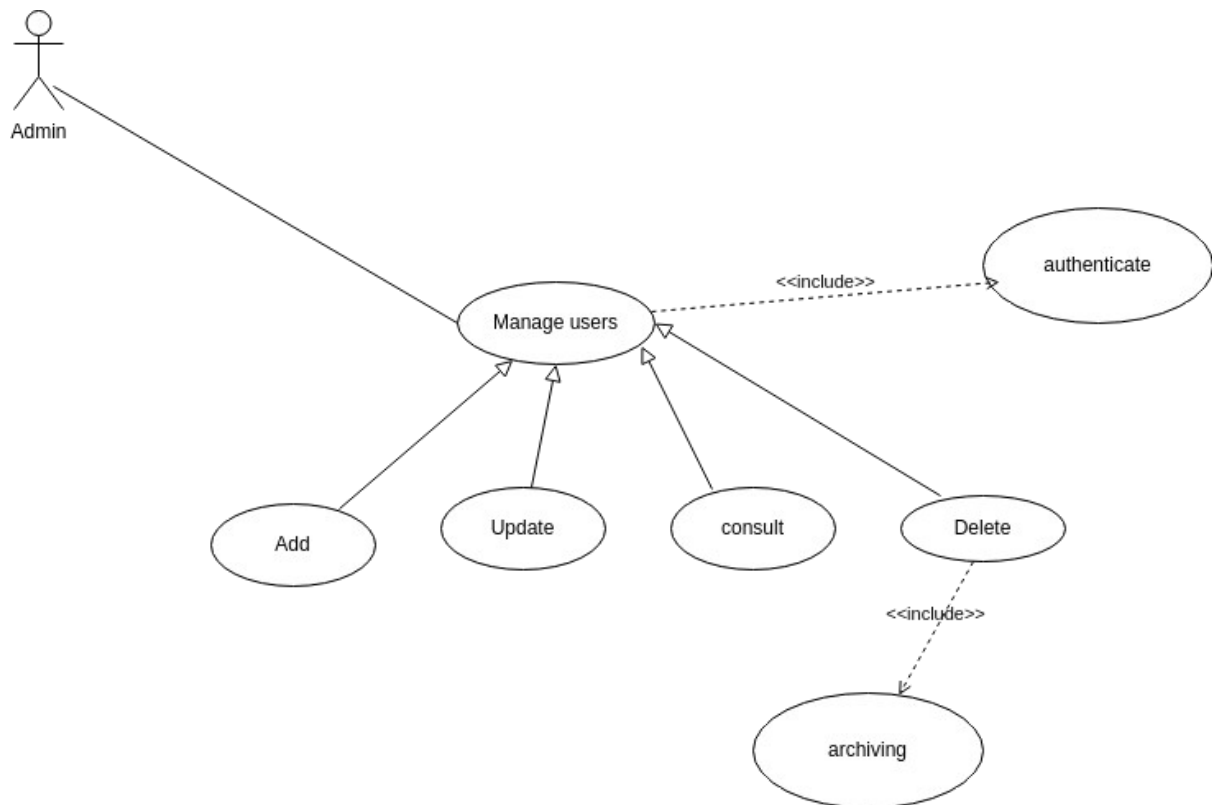 Admin
authenticate
<<include>>
Manage users
Add
Update
consult
Delete
<<include>>
archiving